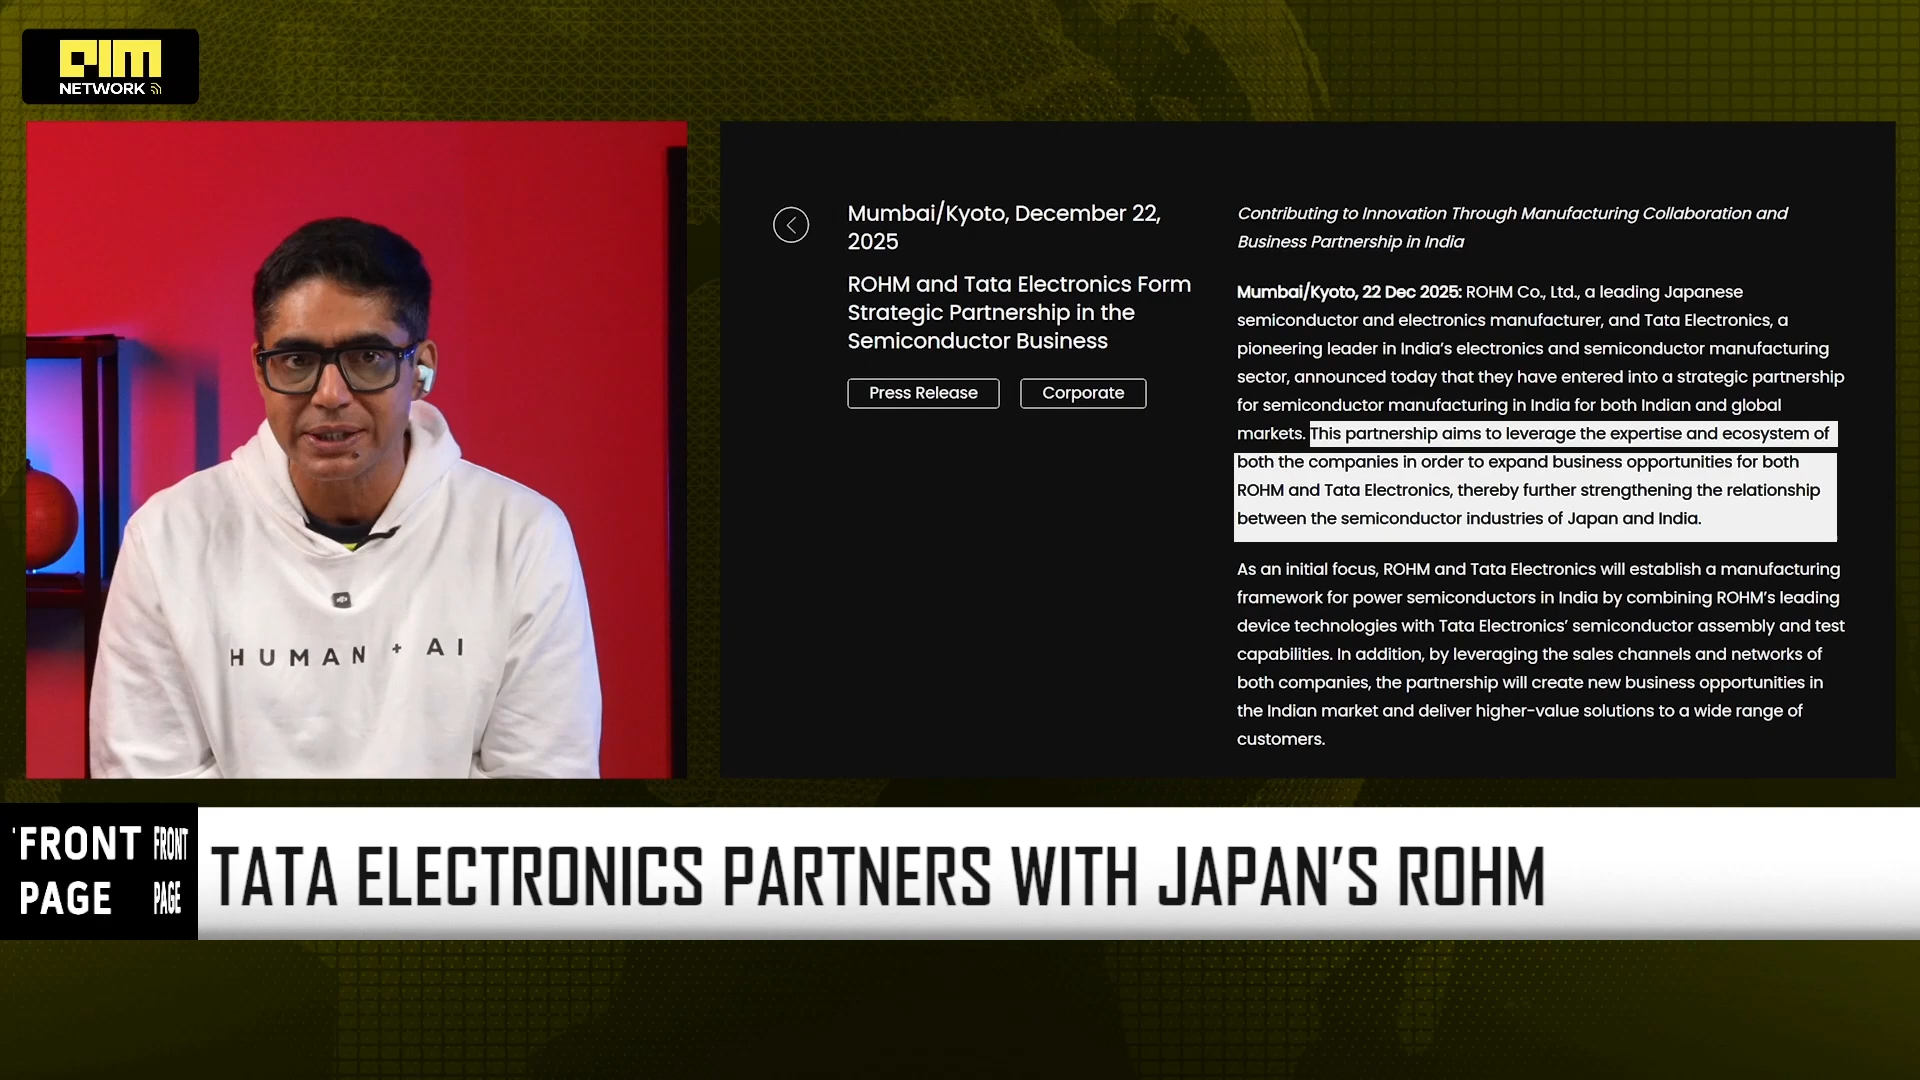 AIM
NETWORK
HUMAN + AI
Mumbai/Kyoto, December 22,
2025
ROHM and Tata Electronics Form
Strategic Partnership in the
Semiconductor Business
Press Release
Corporate
Contributing to Innovation Through Manufacturing Collaboration and
Business Partnership in India
Mumbai/Kyoto, 22 Dec 2025: ROHM Co., Ltd., a leading Japanese
semiconductor and electronics manufacturer, and Tata Electronics, a
pioneering leader in India’s electronics and semiconductor manufacturing
sector, announced today that they have entered into a strategic partnership
for semiconductor manufacturing in India for both Indian and global
markets. This partnership aims to leverage the expertise and ecosystem of
both the companies in order to expand business opportunities for both
ROHM and Tata Electronics, thereby further strengthening the relationship
between the semiconductor industries of Japan and India.
As an initial focus, ROHM and Tata Electronics will establish a manufacturing
framework for power semiconductors in India by combining ROHM’s leading
device technologies with Tata Electronics’ semiconductor assembly and test
capabilities. In addition, by leveraging the sales channels and networks of
both companies, the partnership will create new business opportunities in
the Indian market and deliver higher-value solutions to a wide range of
customers.
FRONT
PAGE
FRONT
PAGE
TATA ELECTRONICS PARTNERS WITH JAPAN’S ROHM